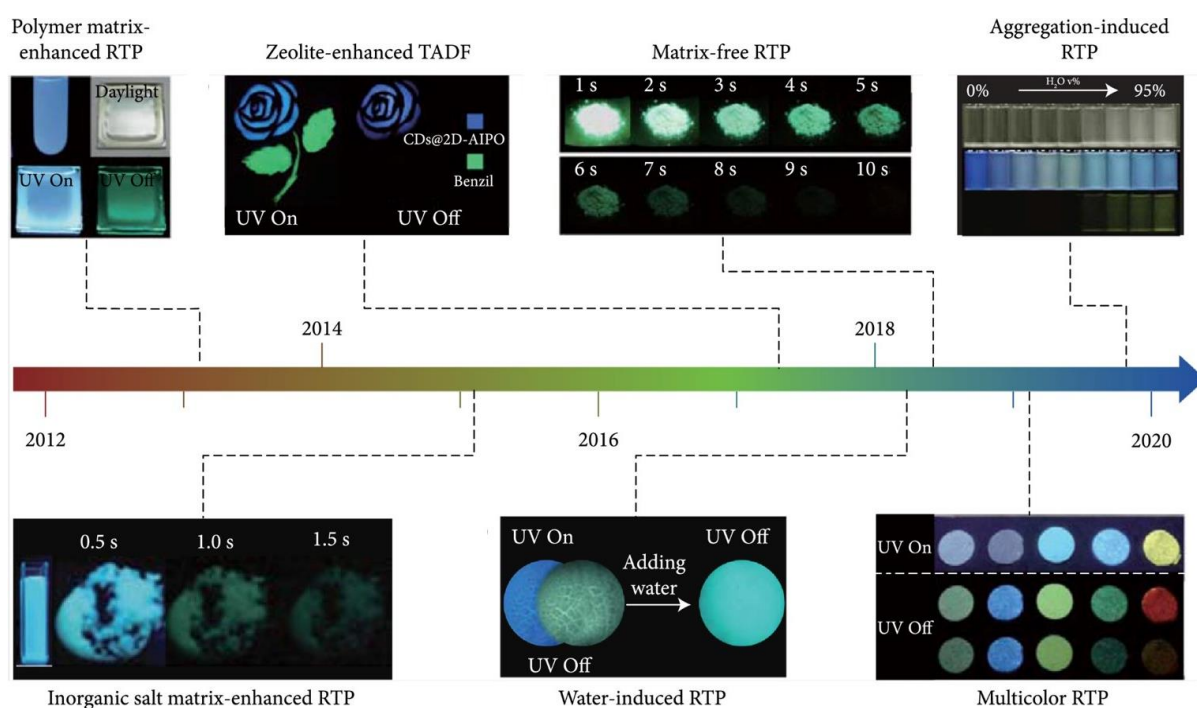 Polymer matrix-
enhanced RTP
Daylight
UV On
UV Off
Zeolite-enhanced TADF
CDs@2D-AIPO
Benzil
UV On
UV Off
Matrix-free RTP
1 s
2 s
3 s
4 s
5 s
6 s
7 s
8 s
9 s
10 s
Aggregation-induced
RTP
0%
H2O v%
95%
2014
2018
2012
2016
2020
0.5 s
1.0 s
1.5 s
Inorganic salt matrix-enhanced RTP
UV On
UV Off
Adding
water
UV Off
Water-induced RTP
UV On
UV Off
Multicolor RTP